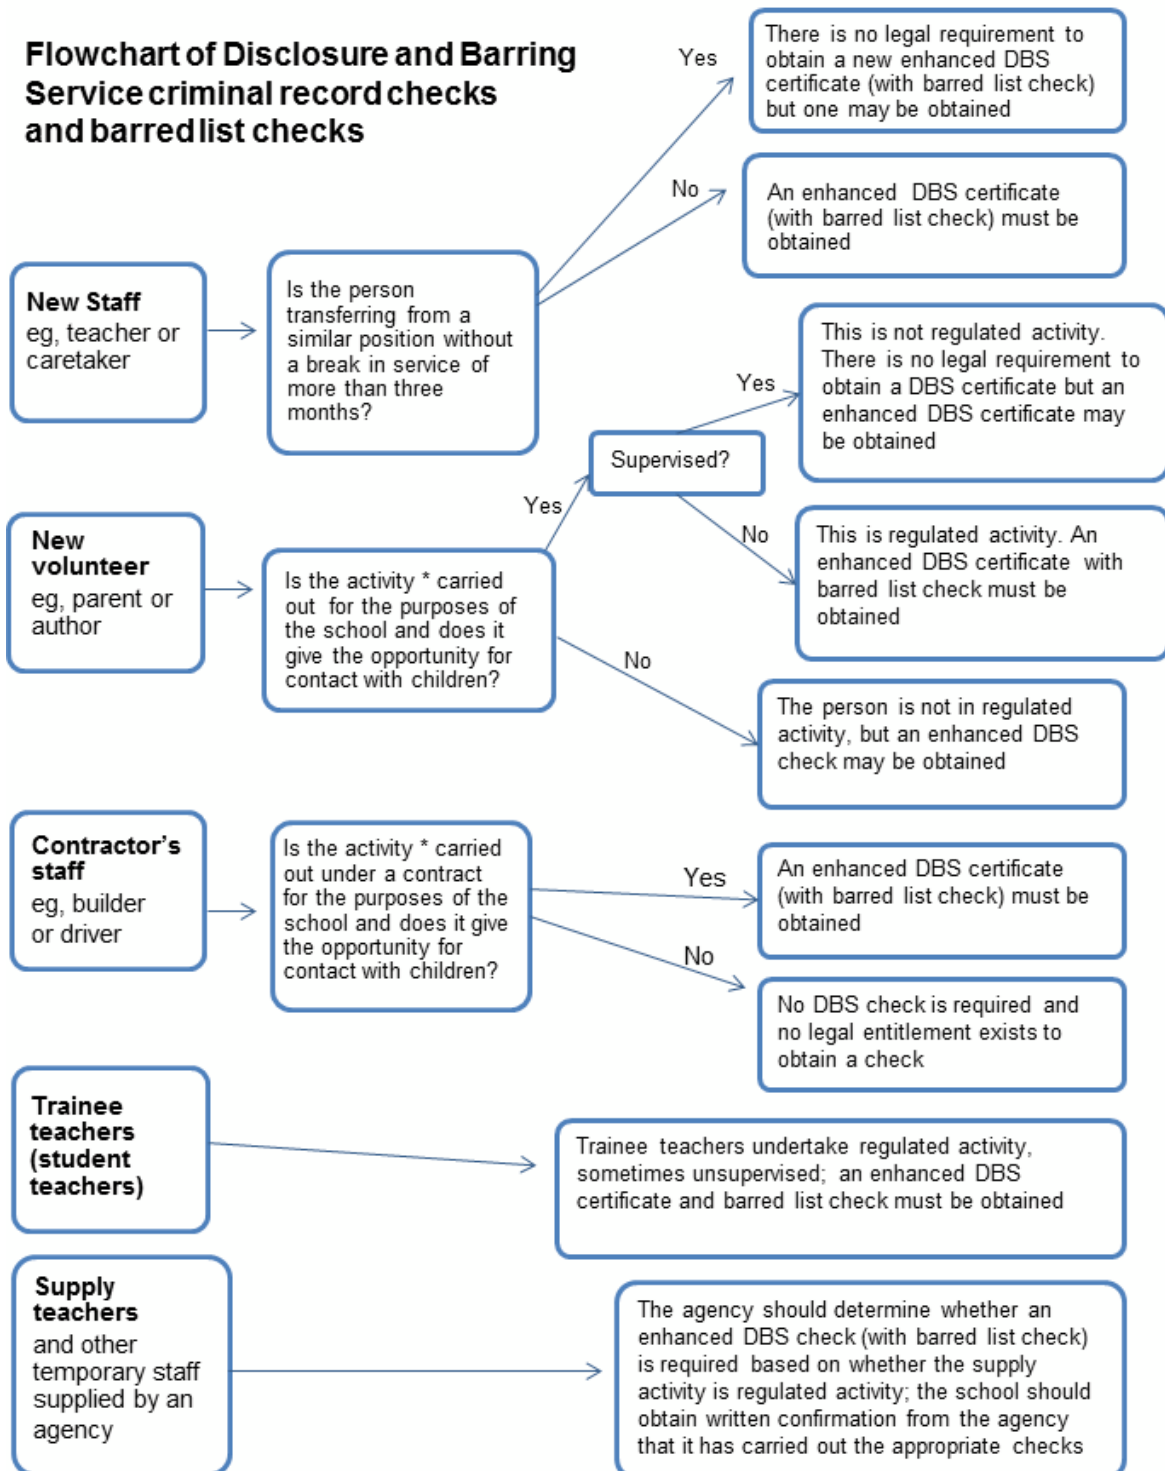 Flowchart of Disclosure and Barring
Service criminal record checks
and barred list checks
Yes
There is no legal requirement to
obtain a new enhanced DBS
certificate (with barred list check)
but one may be obtained
No
An enhanced DBS certificate
(with barred list check) must be
obtained
New Staff
eg, teacher or
caretaker
Is the person
transferring from a
similar position without
a break in service of
more than three
months?
New
volunteer
eg, parent or
author
Is the activity * carried
out for the purposes of
the school and does it
give the opportunity for
contact with children?
Yes
Supervised?
Yes
This is not regulated activity.
There is no legal requirement to
obtain a DBS certificate but an
enhanced DBS certificate may
be obtained
No
This is regulated activity. An
enhanced DBS certificate with
barred list check must be
obtained
No
The person is not in regulated
activity, but an enhanced DBS
check may be obtained
Contractor’s
staff
eg, builder
or driver
Is the activity * carried
out under a contract
for the purposes of the
school and does it give
the opportunity for
contact with children?
Yes
An enhanced DBS certificate
(with barred list check) must be
obtained
No
No DBS check is required and
no legal entitlement exists to
obtain a check
Trainee
teachers
(student
teachers)
Trainee teachers undertake regulated activity,
sometimes unsupervised; an enhanced DBS
certificate and barred list check must be obtained
Supply
teachers
and other
temporary staff
supplied by an
agency
The agency should determine whether an
enhanced DBS check (with barred list check)
is required based on whether the supply
activity is regulated activity; the school should
obtain written confirmation from the agency
that it has carried out the appropriate checks